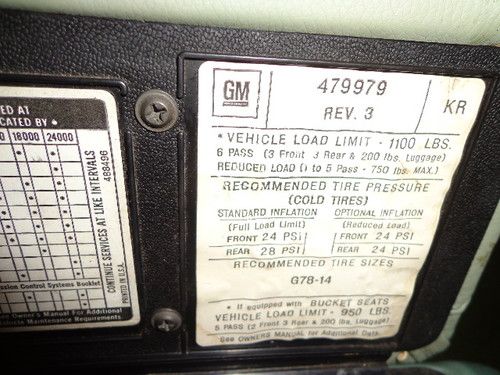 ED AT
CATED BY •
18000 24000
CONTINUE SERVICES AT LIKE INTERVALS
468496
PRINTED IN U.S.A.
ssion Control Systems Booklet
See Owner's Manual for Additional
Maintenance Requirements.
GM
479979
REV. 3
KR
* VEHICLE LOAD LIMIT - 1100 LBS.
6 PASS (3 Front 3 Rear & 200 lbs. Luggage)
REDUCED LOAD (1 to 5 Pass - 750 lbs. MAX.)
RECOMMENDED TIRE PRESSURE
(COLD TIRES)
STANDARD INFLATION OPTIONAL INFLATION
(Full Load Limit) (Reduced Load)
FRONT 24 PSI FRONT 24 PSI
REAR 28 PSI REAR 24 PSI
RECOMMENDED TIRE SIZES
G78-14
* If equipped with BUCKET SEATS
VEHICLE LOAD LIMIT - 950 LBS.
5 PASS (2 Front 3 Rear & 200 lbs. Luggage)
See OWNERS MANUAL for Additional Data.